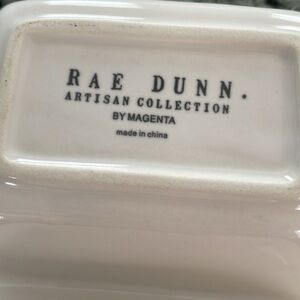 RAE DUNN.
ARTISAN COLLECTION
BY MAGENTA
made in china